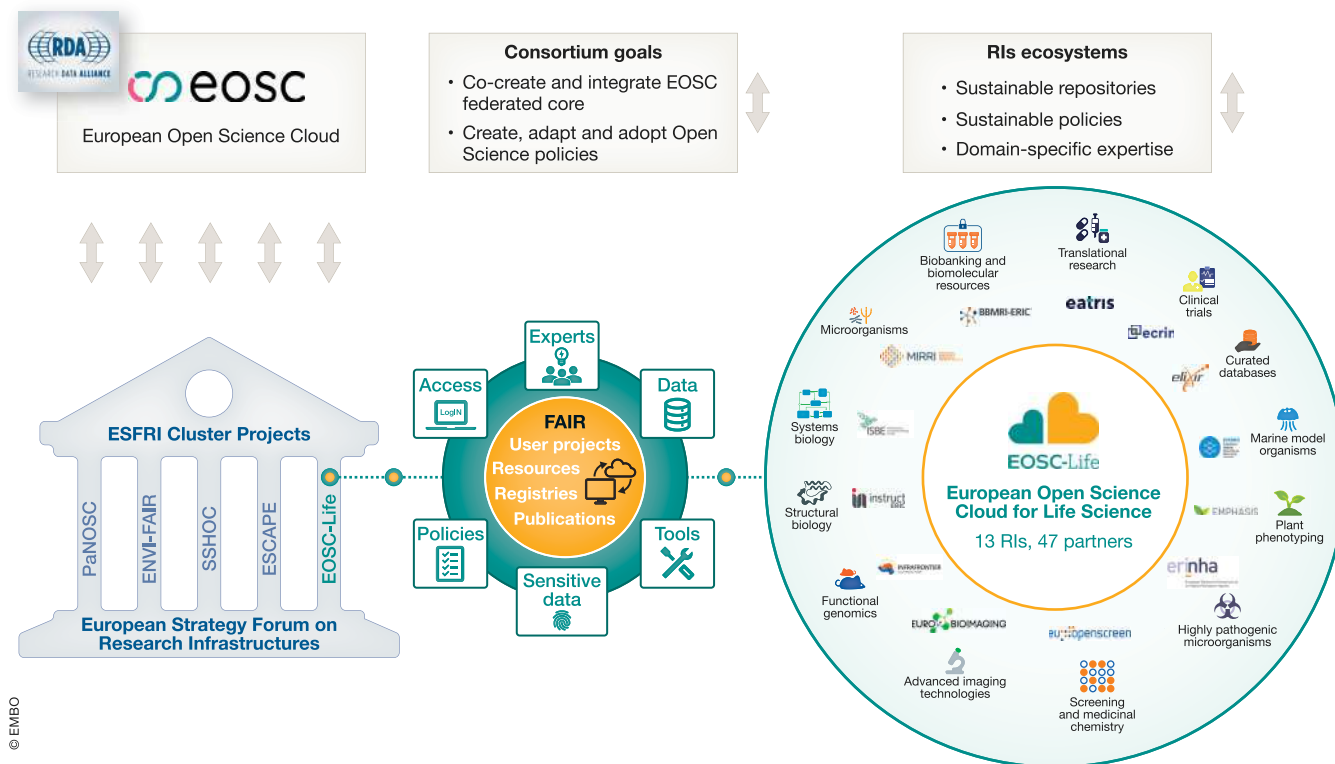 RDA
RESEARCH DATA ALLIANCE
eosc
European Open Science Cloud
Consortium goals
• Co-create and integrate EOSC
federated core
• Create, adapt and adopt Open
Science policies
RIs ecosystems
• Sustainable repositories
• Sustainable policies
• Domain-specific expertise
ESFRI Cluster Projects
PaNOSC
ENVI-FAIR
SSHOC
ESCAPE
EOSC-Life
European Strategy Forum on
Research Infrastructures
Experts
Access
LogIN
Data
FAIR
User projects
Resources
Registries
Publications
Policies
Tools
Sensitive
data
Biobanking and
biomolecular
resources
BBMRI-ERIC
Translational
research
eatris
Clinical
trials
ecrin
Microorganisms
MIRRI
Curated
databases
elixir
Systems
biology
ISBE
Marine model
organisms
EOSC-Life
European Open Science
Cloud for Life Science
13 RIs, 47 partners
Structural
biology
instruct
ERIC
EMPHASIS
Plant
phenotyping
Functional
genomics
INFRAFRONTIER
erinha
Highly pathogenic
microorganisms
EURO BIOIMAGING
Advanced imaging
technologies
eu openscreen
Screening
and medicinal
chemistry
© EMBO